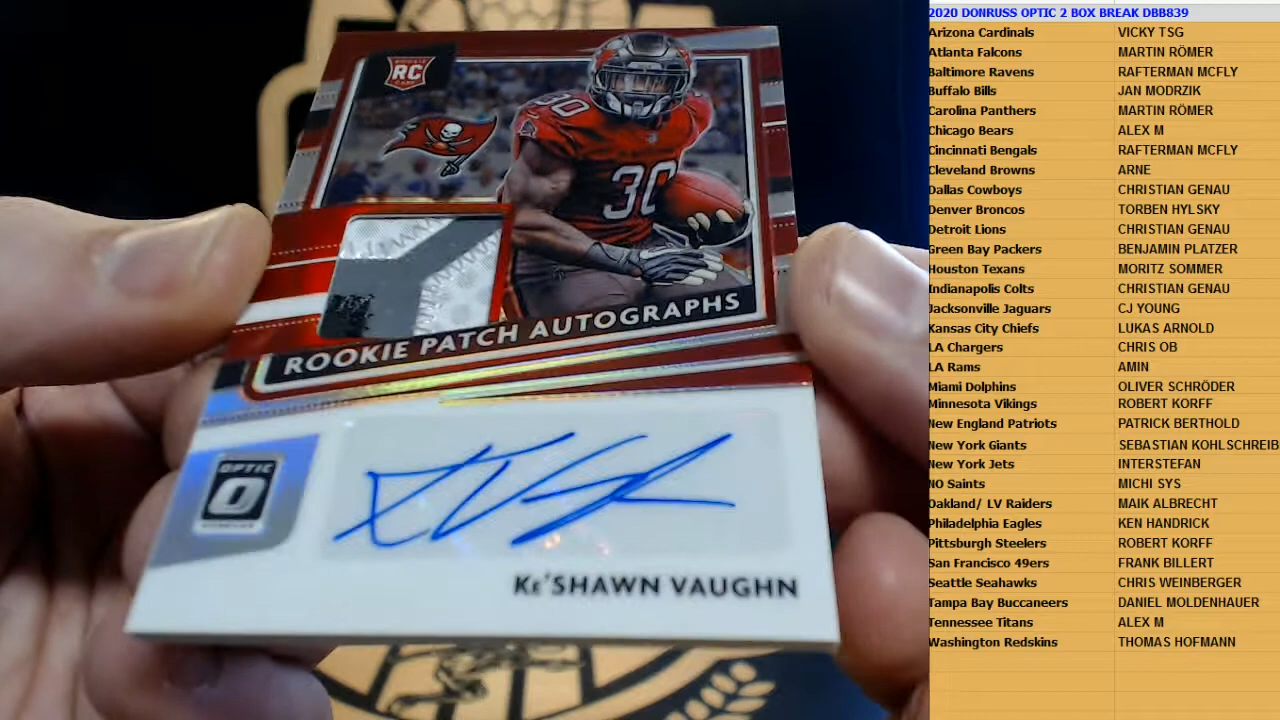 RC
30
30
ROOKIE PATCH AUTOGRAPHS
OPTIC
Ke'Shawn Vaughn
2020 DONRUSS OPTIC 2 BOX BREAK DBB839
Arizona Cardinals VICKY TSG
Atlanta Falcons MARTIN RÖMER
Baltimore Ravens RAFTERMAN MCFLY
Buffalo Bills JAN MODRZIK
Carolina Panthers MARTIN RÖMER
Chicago Bears ALEX M
Cincinnati Bengals RAFTERMAN MCFLY
Cleveland Browns ARNE
Dallas Cowboys CHRISTIAN GENAU
Denver Broncos TORBEN HYLSKY
Detroit Lions CHRISTIAN GENAU
Green Bay Packers BENJAMIN PLATZER
Houston Texans MORITZ SOMMER
Indianapolis Colts CHRISTIAN GENAU
Jacksonville Jaguars CJ YOUNG
Kansas City Chiefs LUKAS ARNOLD
LA Chargers CHRIS OB
LA Rams AMIN
Miami Dolphins OLIVER SCHRÖDER
Minnesota Vikings ROBERT KORFF
New England Patriots PATRICK BERTHOLD
New York Giants SEBASTIAN KOHLSCHREIB
New York Jets INTERSTEFAN
NO Saints MICHI SYS
Oakland/ LV Raiders MAIK ALBRECHT
Philadelphia Eagles KEN HANDRICK
Pittsburgh Steelers ROBERT KORFF
San Francisco 49ers FRANK BILLERT
Seattle Seahawks CHRIS WEINBERGER
Tampa Bay Buccaneers DANIEL MOLDENHAUER
Tennessee Titans ALEX M
Washington Redskins THOMAS HOFMANN